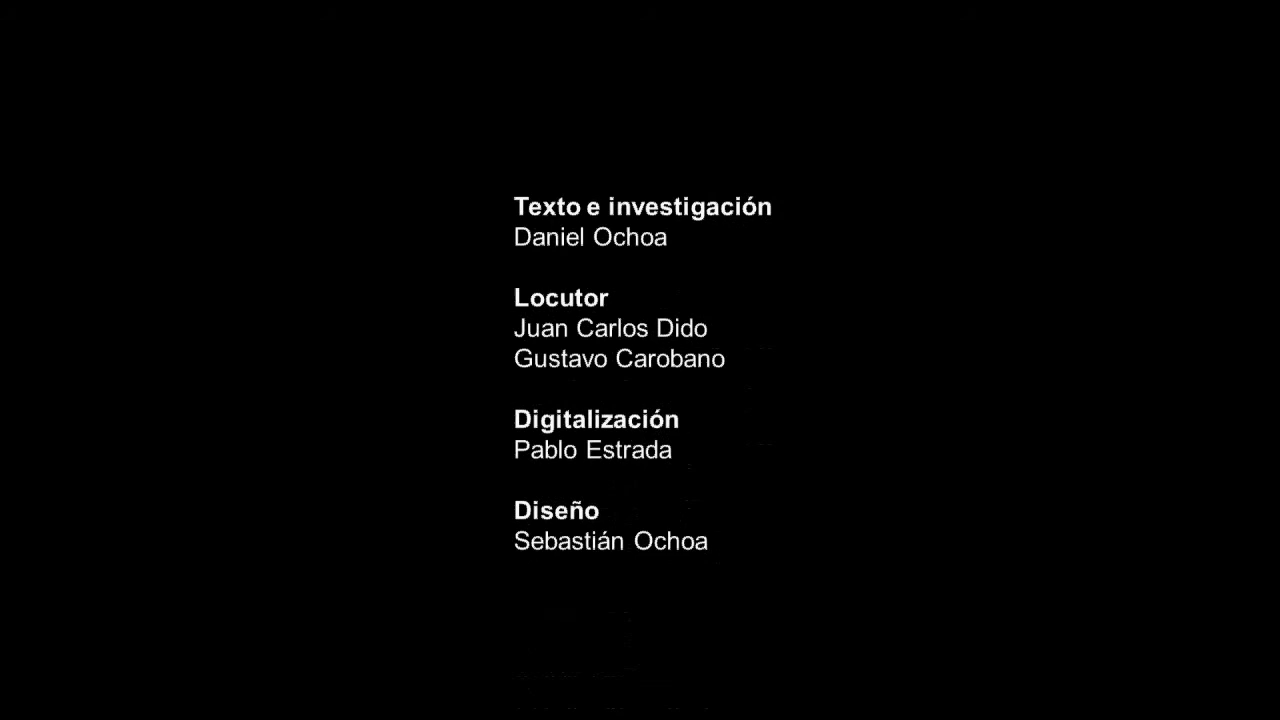 Texto e investigación
Daniel Ochoa
Locutor
Juan Carlos Dido
Gustavo Carobano
Digitalización
Pablo Estrada
Diseño
Sebastián Ochoa